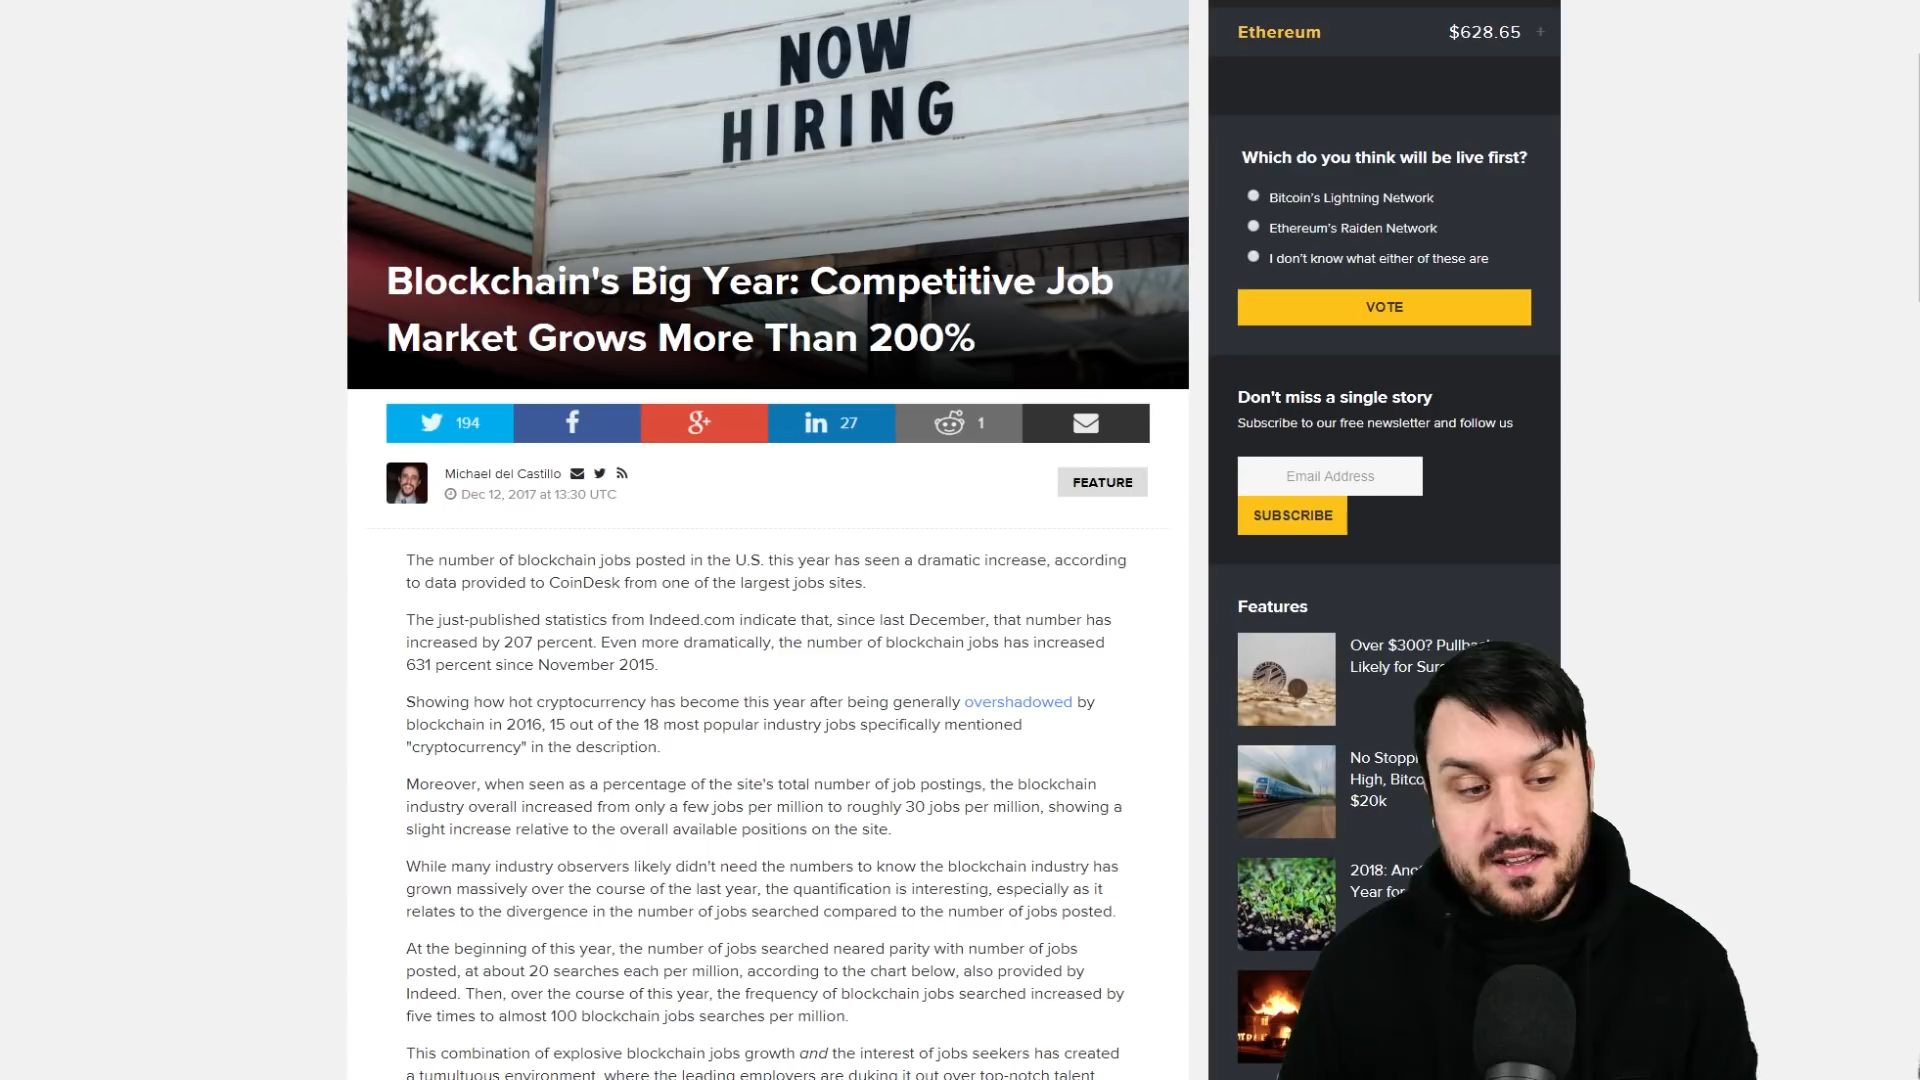 NOW
HIRING
Blockchain's Big Year: Competitive Job
Market Grows More Than 200%
194
f
g+
in 27
1
Michael del Castillo
Dec 12, 2017 at 13:30 UTC
FEATURE
The number of blockchain jobs posted in the U.S. this year has seen a dramatic increase, according
to data provided to CoinDesk from one of the largest jobs sites.
The just-published statistics from Indeed.com indicate that, since last December, that number has
increased by 207 percent. Even more dramatically, the number of blockchain jobs has increased
631 percent since November 2015.
Showing how hot cryptocurrency has become this year after being generally overshadowed by
blockchain in 2016, 15 out of the 18 most popular industry jobs specifically mentioned
"cryptocurrency" in the description.
Moreover, when seen as a percentage of the site's total number of job postings, the blockchain
industry overall increased from only a few jobs per million to roughly 30 jobs per million, showing a
slight increase relative to the overall available positions on the site.
While many industry observers likely didn't need the numbers to know the blockchain industry has
grown massively over the course of the last year, the quantification is interesting, especially as it
relates to the divergence in the number of jobs searched compared to the number of jobs posted.
At the beginning of this year, the number of jobs searched neared parity with number of jobs
posted, at about 20 searches each per million, according to the chart below, also provided by
Indeed. Then, over the course of this year, the frequency of blockchain jobs searched increased by
five times to almost 100 blockchain jobs searches per million.
This combination of explosive blockchain jobs growth and the interest of jobs seekers has created
a tumultuous environment, where the leading employers are duking it out over top-notch talent
Ethereum $628.65 +
Which do you think will be live first?
Bitcoin's Lightning Network
Ethereum's Raiden Network
I don't know what either of these are
VOTE
Don't miss a single story
Subscribe to our free newsletter and follow us
Email Address
SUBSCRIBE
Features
Over $300?
Likely for
No
High,
$20k
2018:
Year for